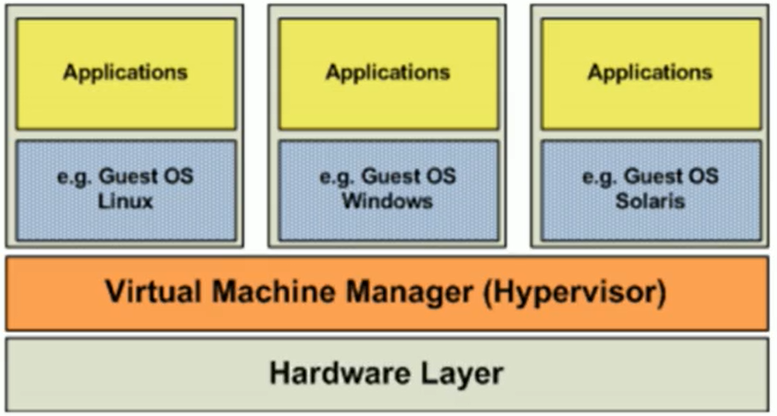 Applications
Applications
Applications
e.g. Guest OS
Linux
e.g. Guest OS
Windows
e.g. Guest OS
Solaris
Virtual Machine Manager (Hypervisor)
Hardware Layer